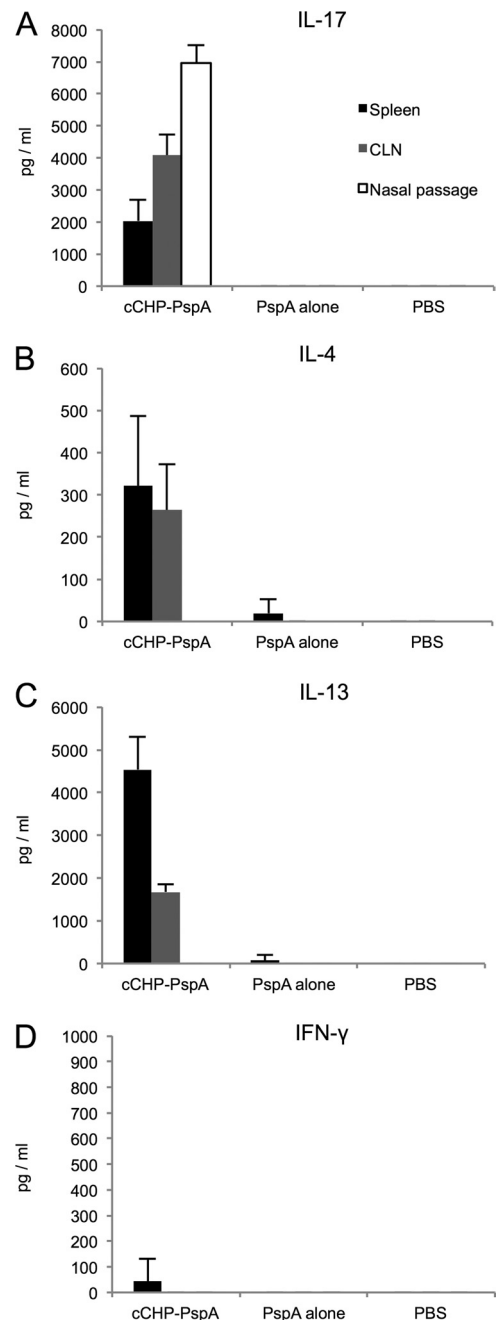 A IL-17
8000
7000
6000
5000
4000
3000
2000
1000
0
pg / ml
Spleen
CLN
Nasal passage
cCHP-PspA PspA alone PBS
B IL-4
600
500
400
300
200
100
0
pg / ml
cCHP-PspA PspA alone PBS
C IL-13
6000
5000
4000
3000
2000
1000
0
pg / ml
cCHP-PspA PspA alone PBS
D IFN-γ
1000
900
800
700
600
500
400
300
200
100
0
pg / ml
cCHP-PspA PspA alone PBS